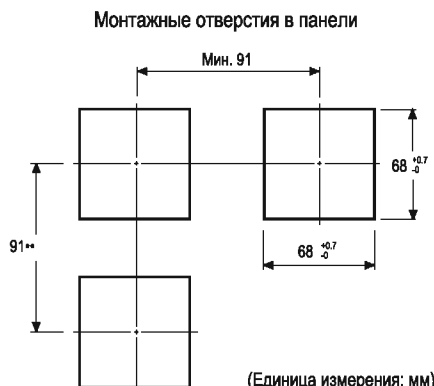 Монтажные отверстия в панели
Мин. 91
68 +0.7 -0
91
68 +0.7 -0
(Единица измерения: мм)